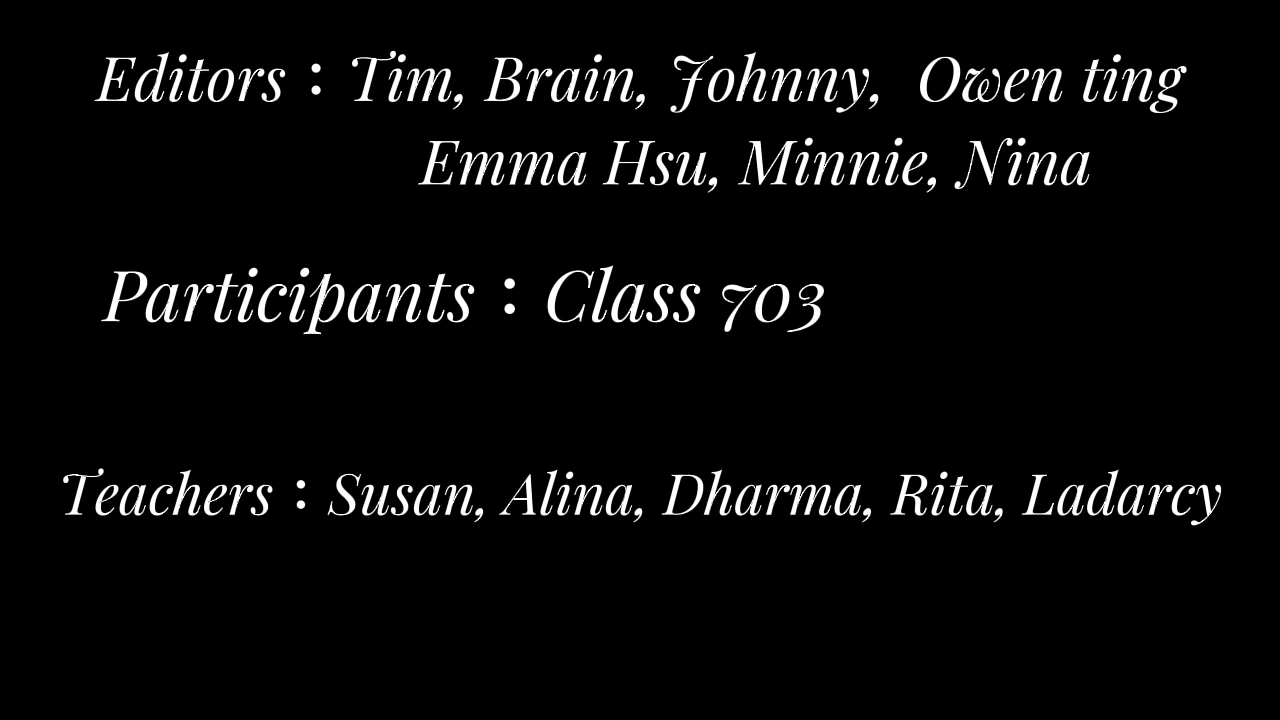 Editors：Tim, Brain, Johnny, Owen ting
Emma Hsu, Minnie, Nina
Participants：Class 703
Teachers：Susan, Alina, Dharma, Rita, Ladarcy